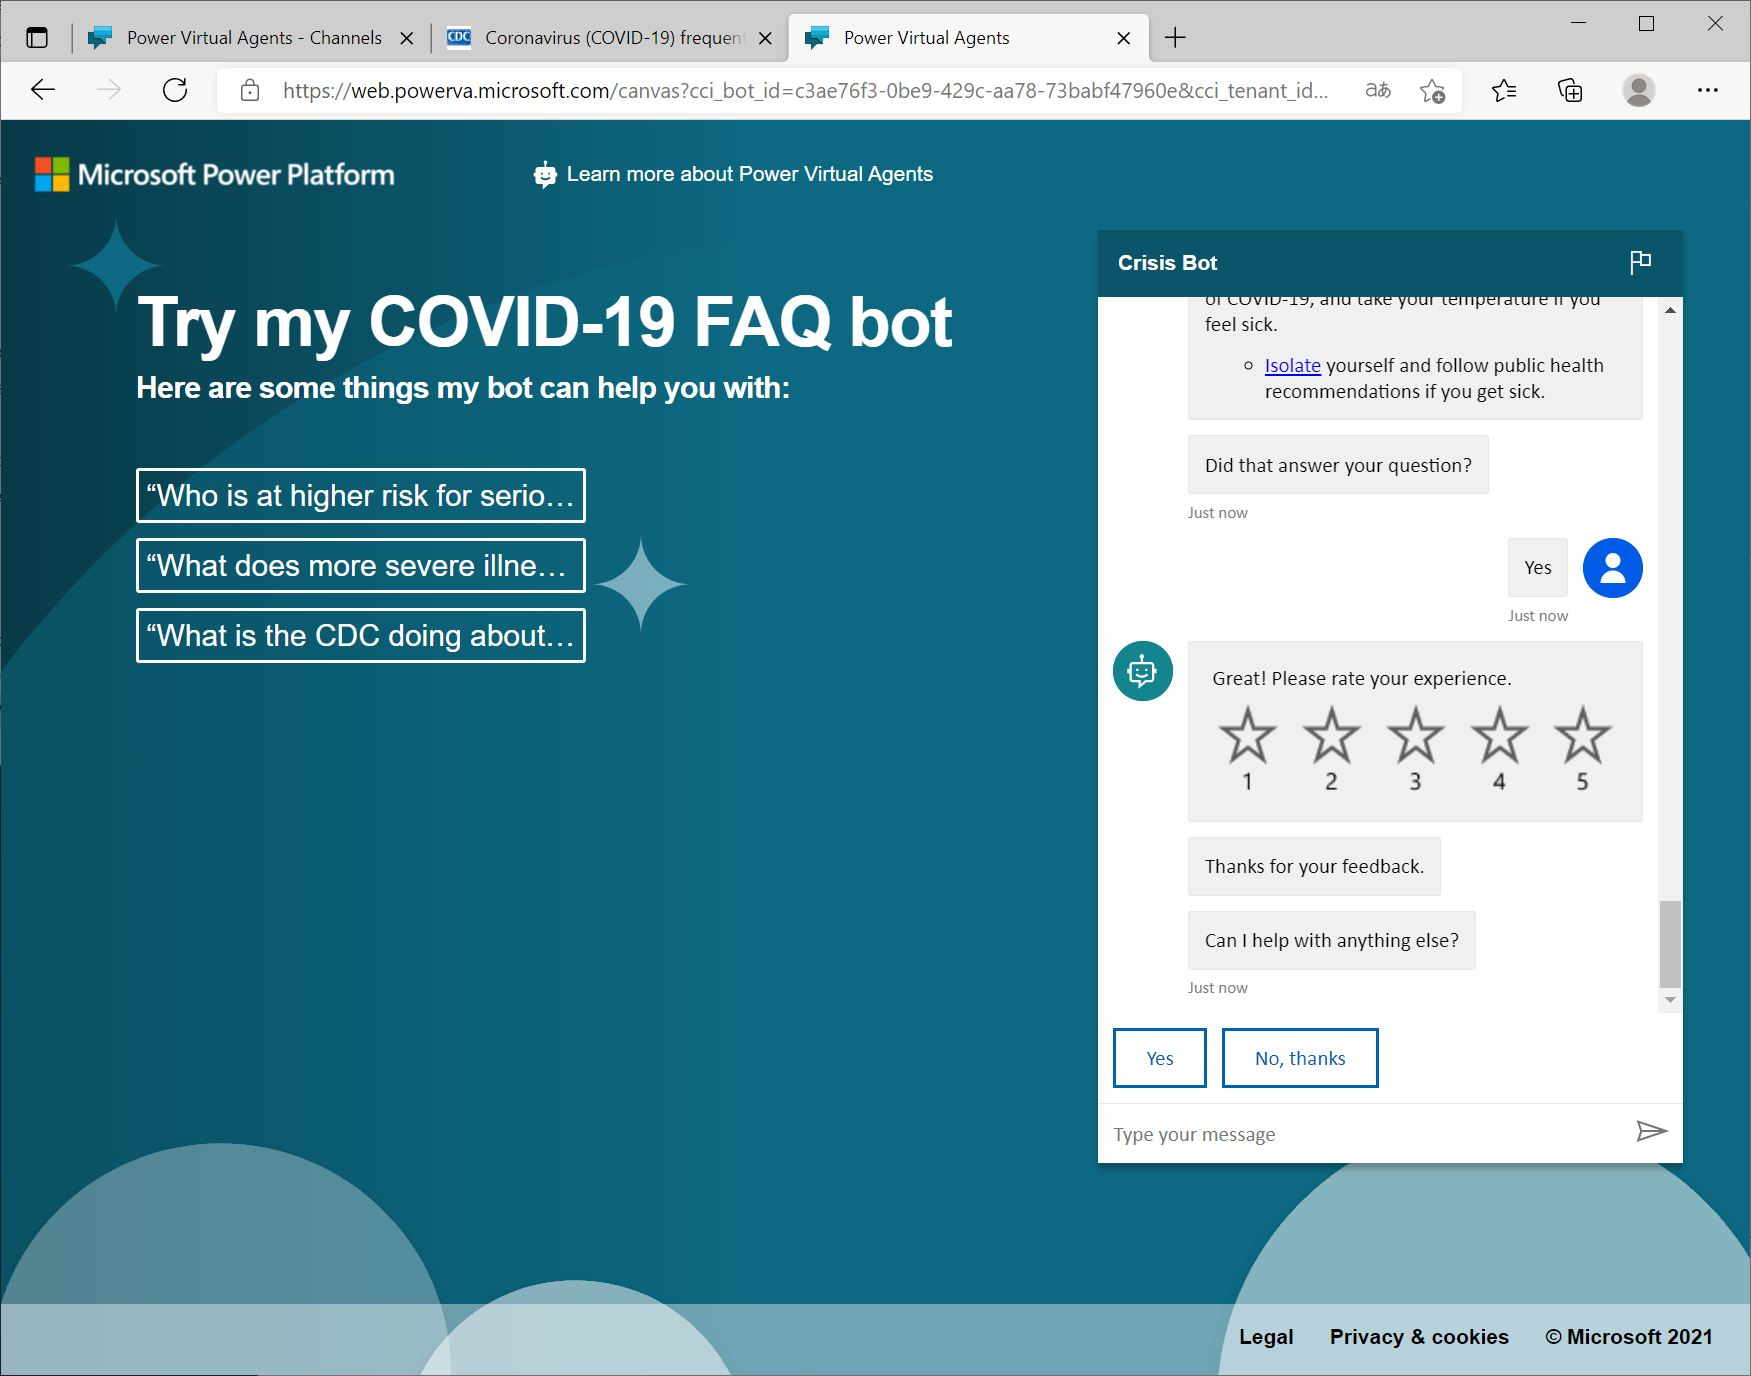 Power Virtual Agents - Channels
CDC
Coronavirus (COVID-19) frequen
Power Virtual Agents
https://web.powerva.microsoft.com/canvas?cci_bot_id=c3ae76f3-0be9-429c-aa78-73babf47960e&cci_tenant_id...
aあ
Microsoft Power Platform
Learn more about Power Virtual Agents
Try my COVID-19 FAQ bot
Here are some things my bot can help you with:
“Who is at higher risk for serio…
“What does more severe illne…
“What is the CDC doing about…
Crisis Bot
of COVID-19, and take your temperature if you
feel sick.
Isolate yourself and follow public health
recommendations if you get sick.
Did that answer your question?
Just now
Yes
Just now
Great! Please rate your experience.
1 2 3 4 5
Thanks for your feedback.
Can I help with anything else?
Just now
Yes
No, thanks
Type your message
Legal
Privacy & cookies
© Microsoft 2021